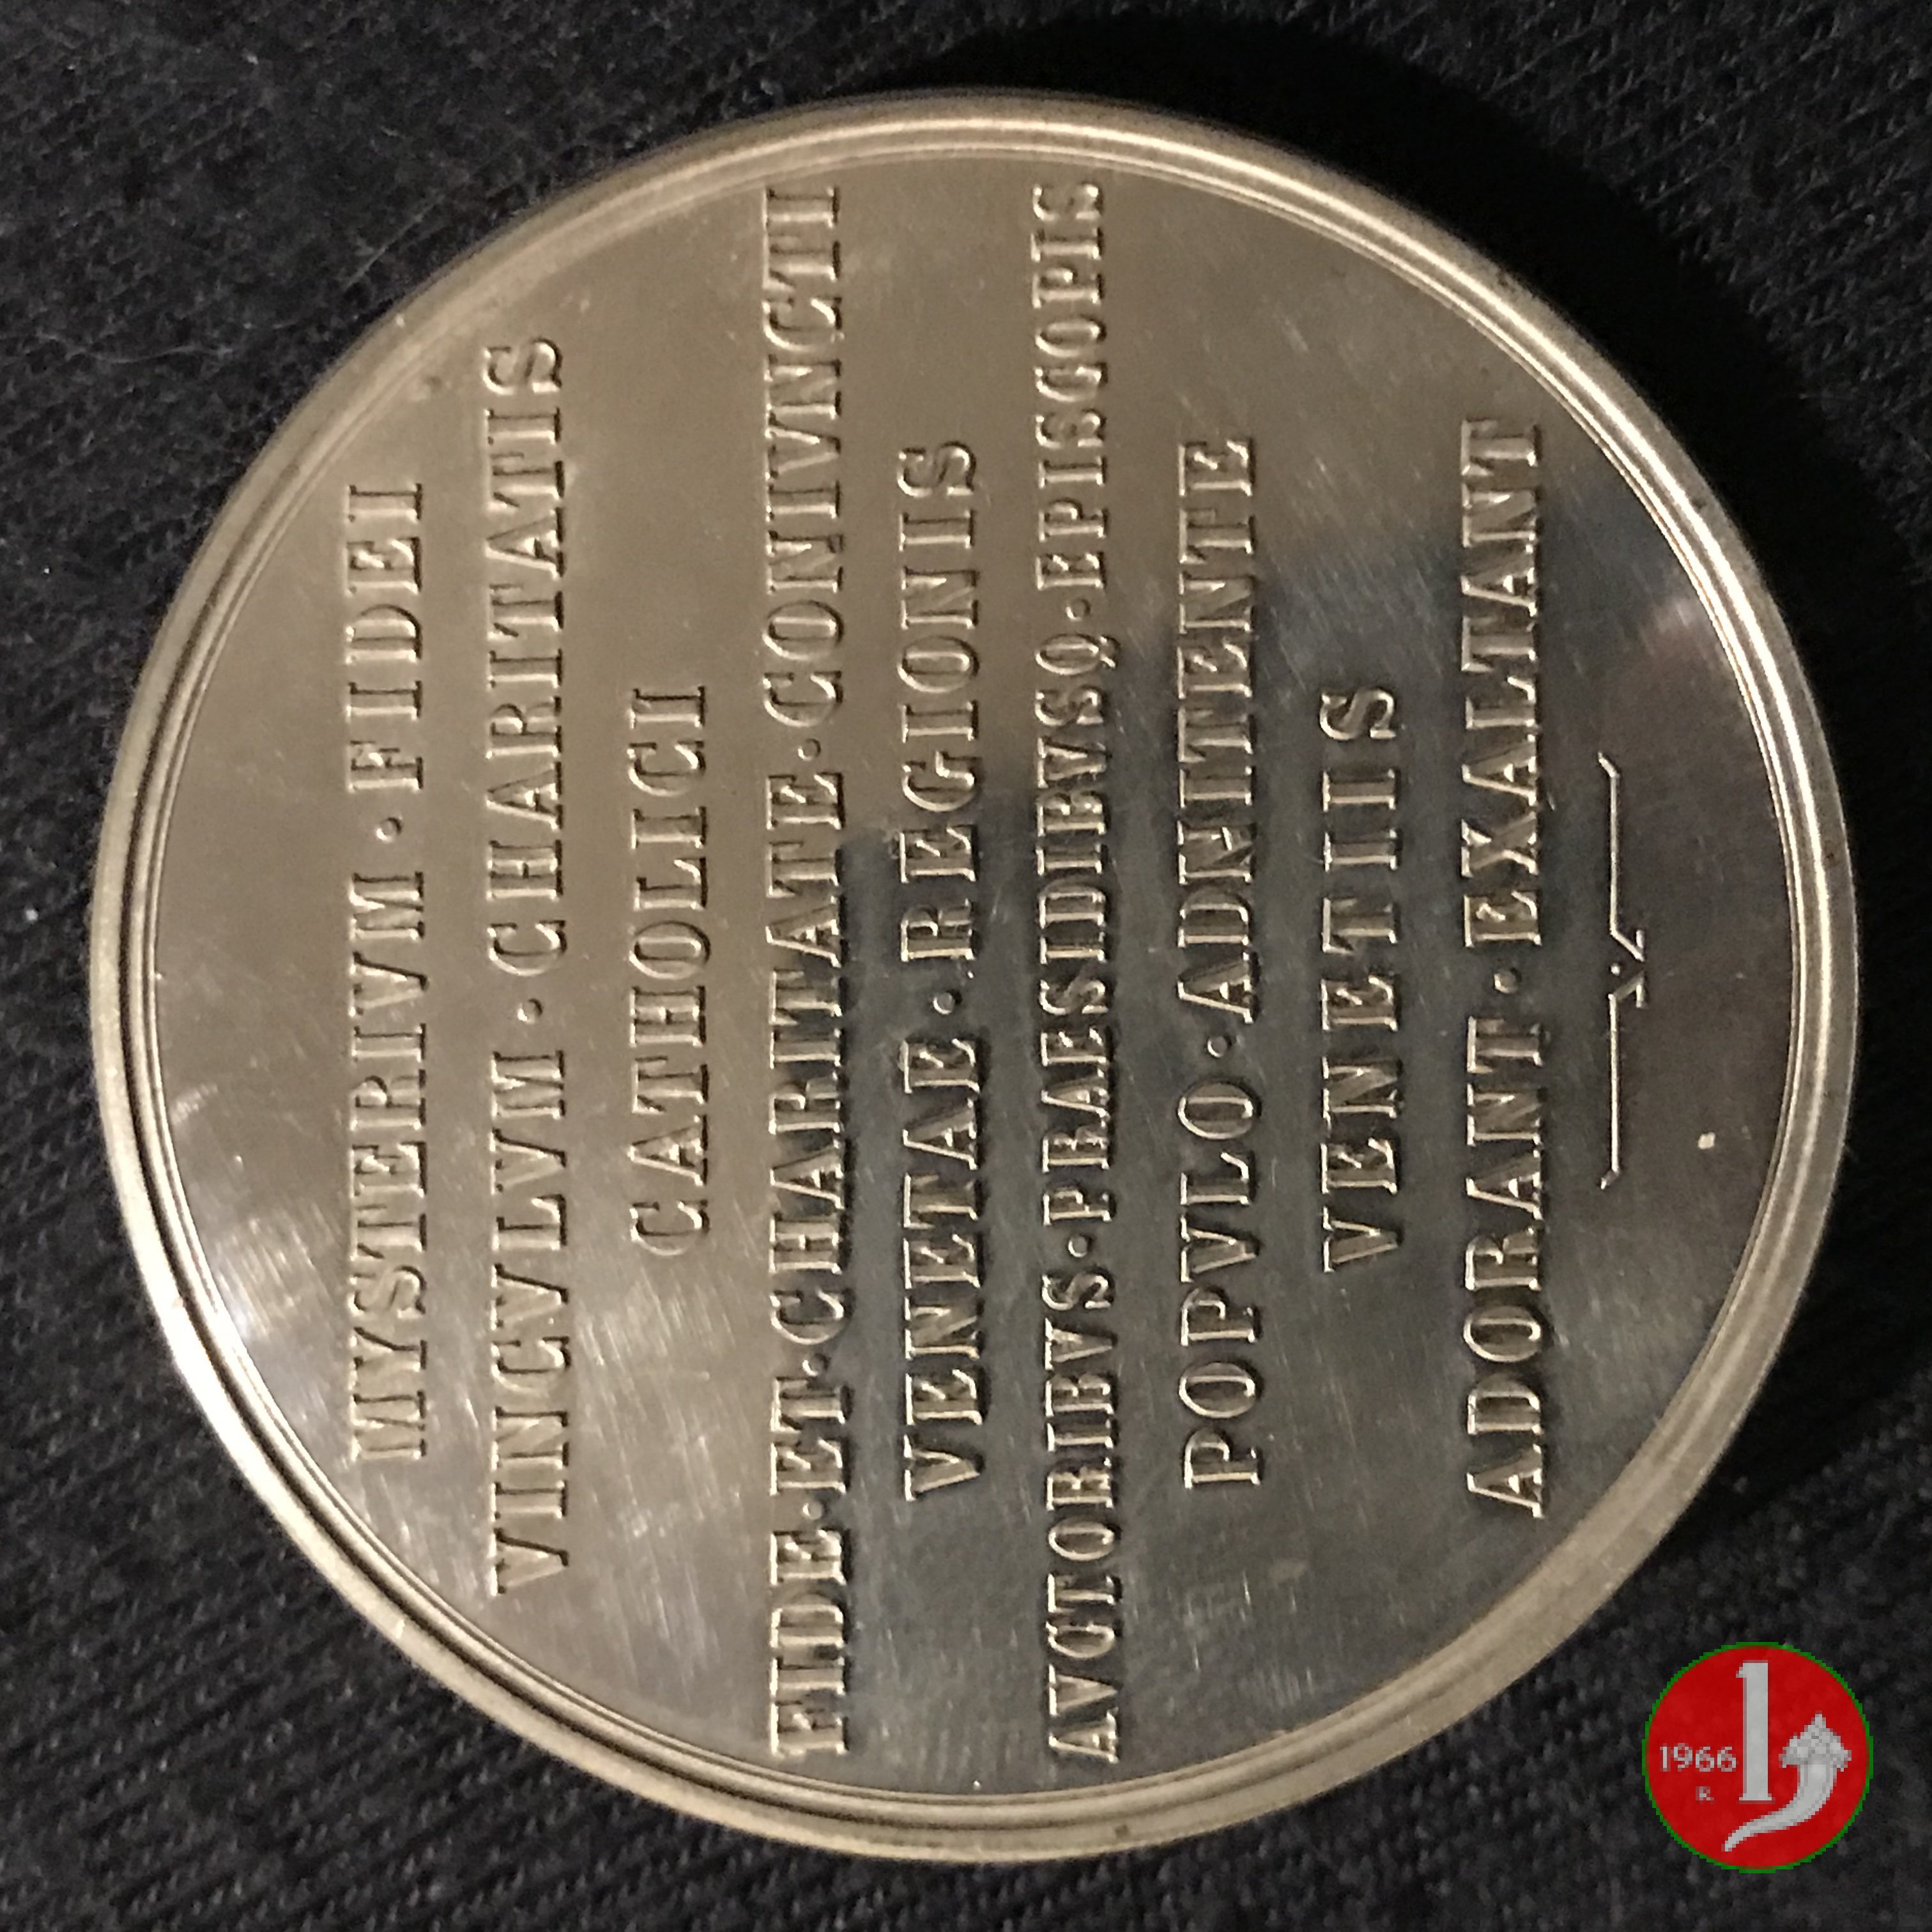 MYSTERIVM · FIDEI
VINCVLVM · CHARITATIS
CATHOLICI
FIDE · ET · CHARITATE · CONIVNCTI
VENETAE · REGIONIS
AVCTORIBVS · PRAESIDIBVSQ · EPISCOPIS
POPVLO · ADNITENTE
VENETIIS
ADORANT · EXALTANT
1966
R